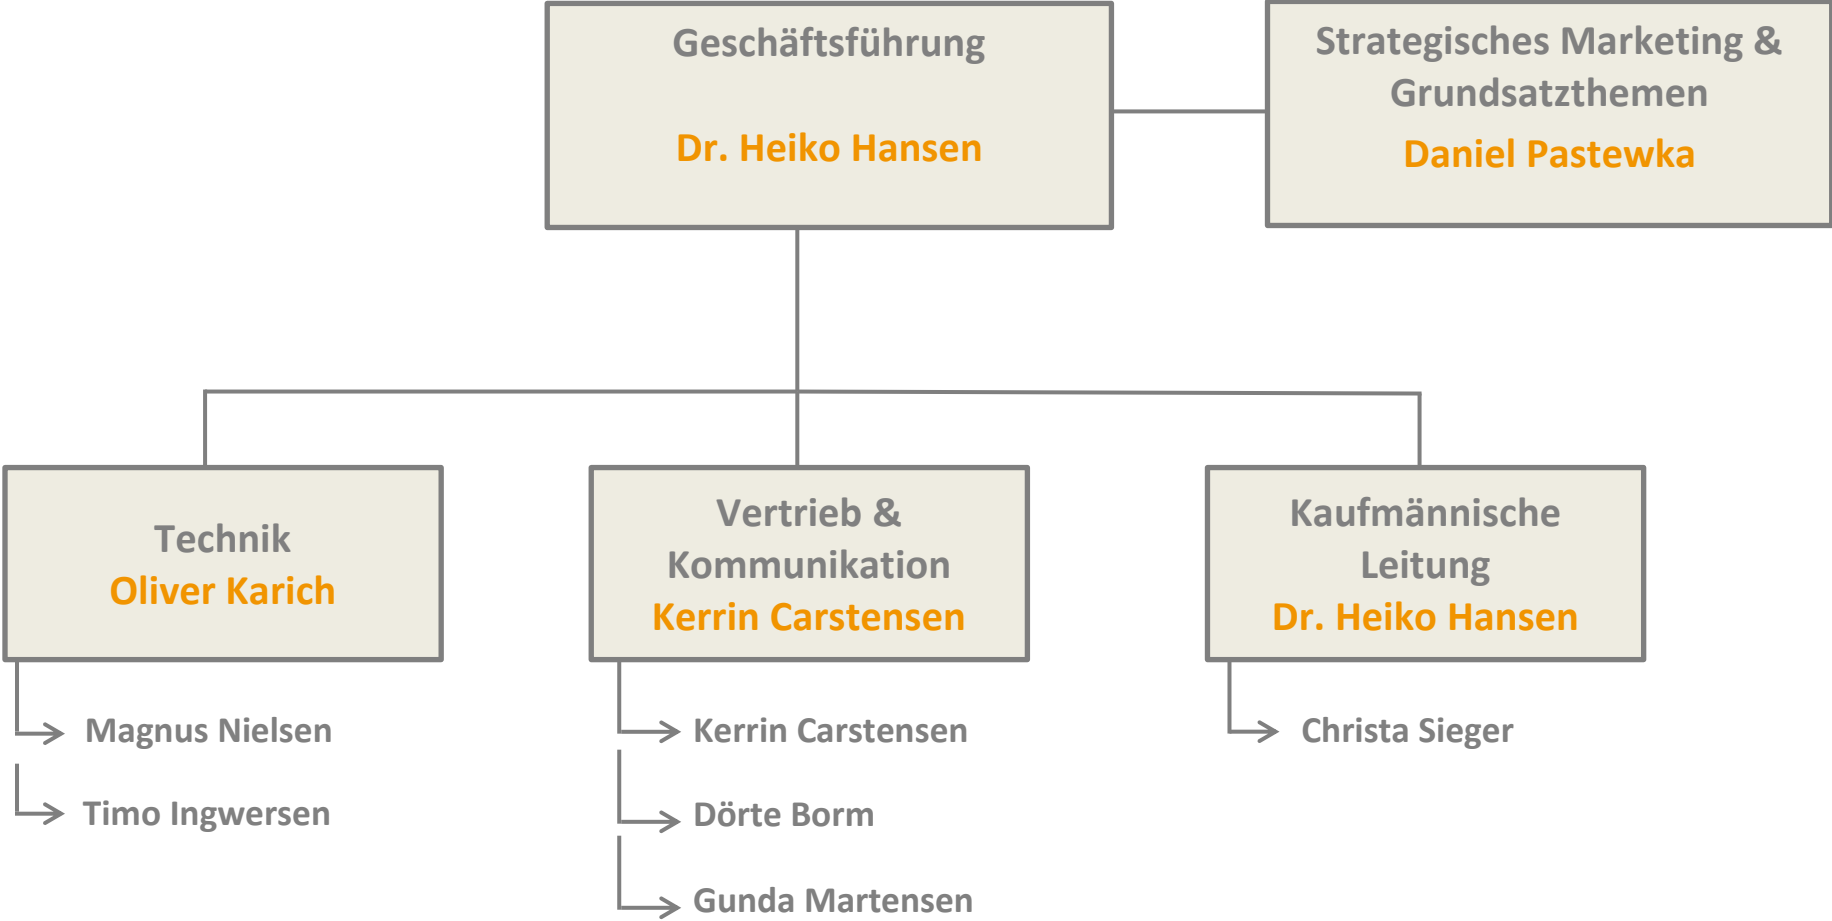 Geschäftsführung
Dr. Heiko Hansen
Strategisches Marketing &
Grundsatzthemen
Daniel Pastewka
Technik
Oliver Karich
Vertrieb &
Kommunikation
Kerrin Carstensen
Kaufmännische
Leitung
Dr. Heiko Hansen
Magnus Nielsen
Timo Ingwersen
Kerrin Carstensen
Dörte Borm
Gunda Martensen
Christa Sieger